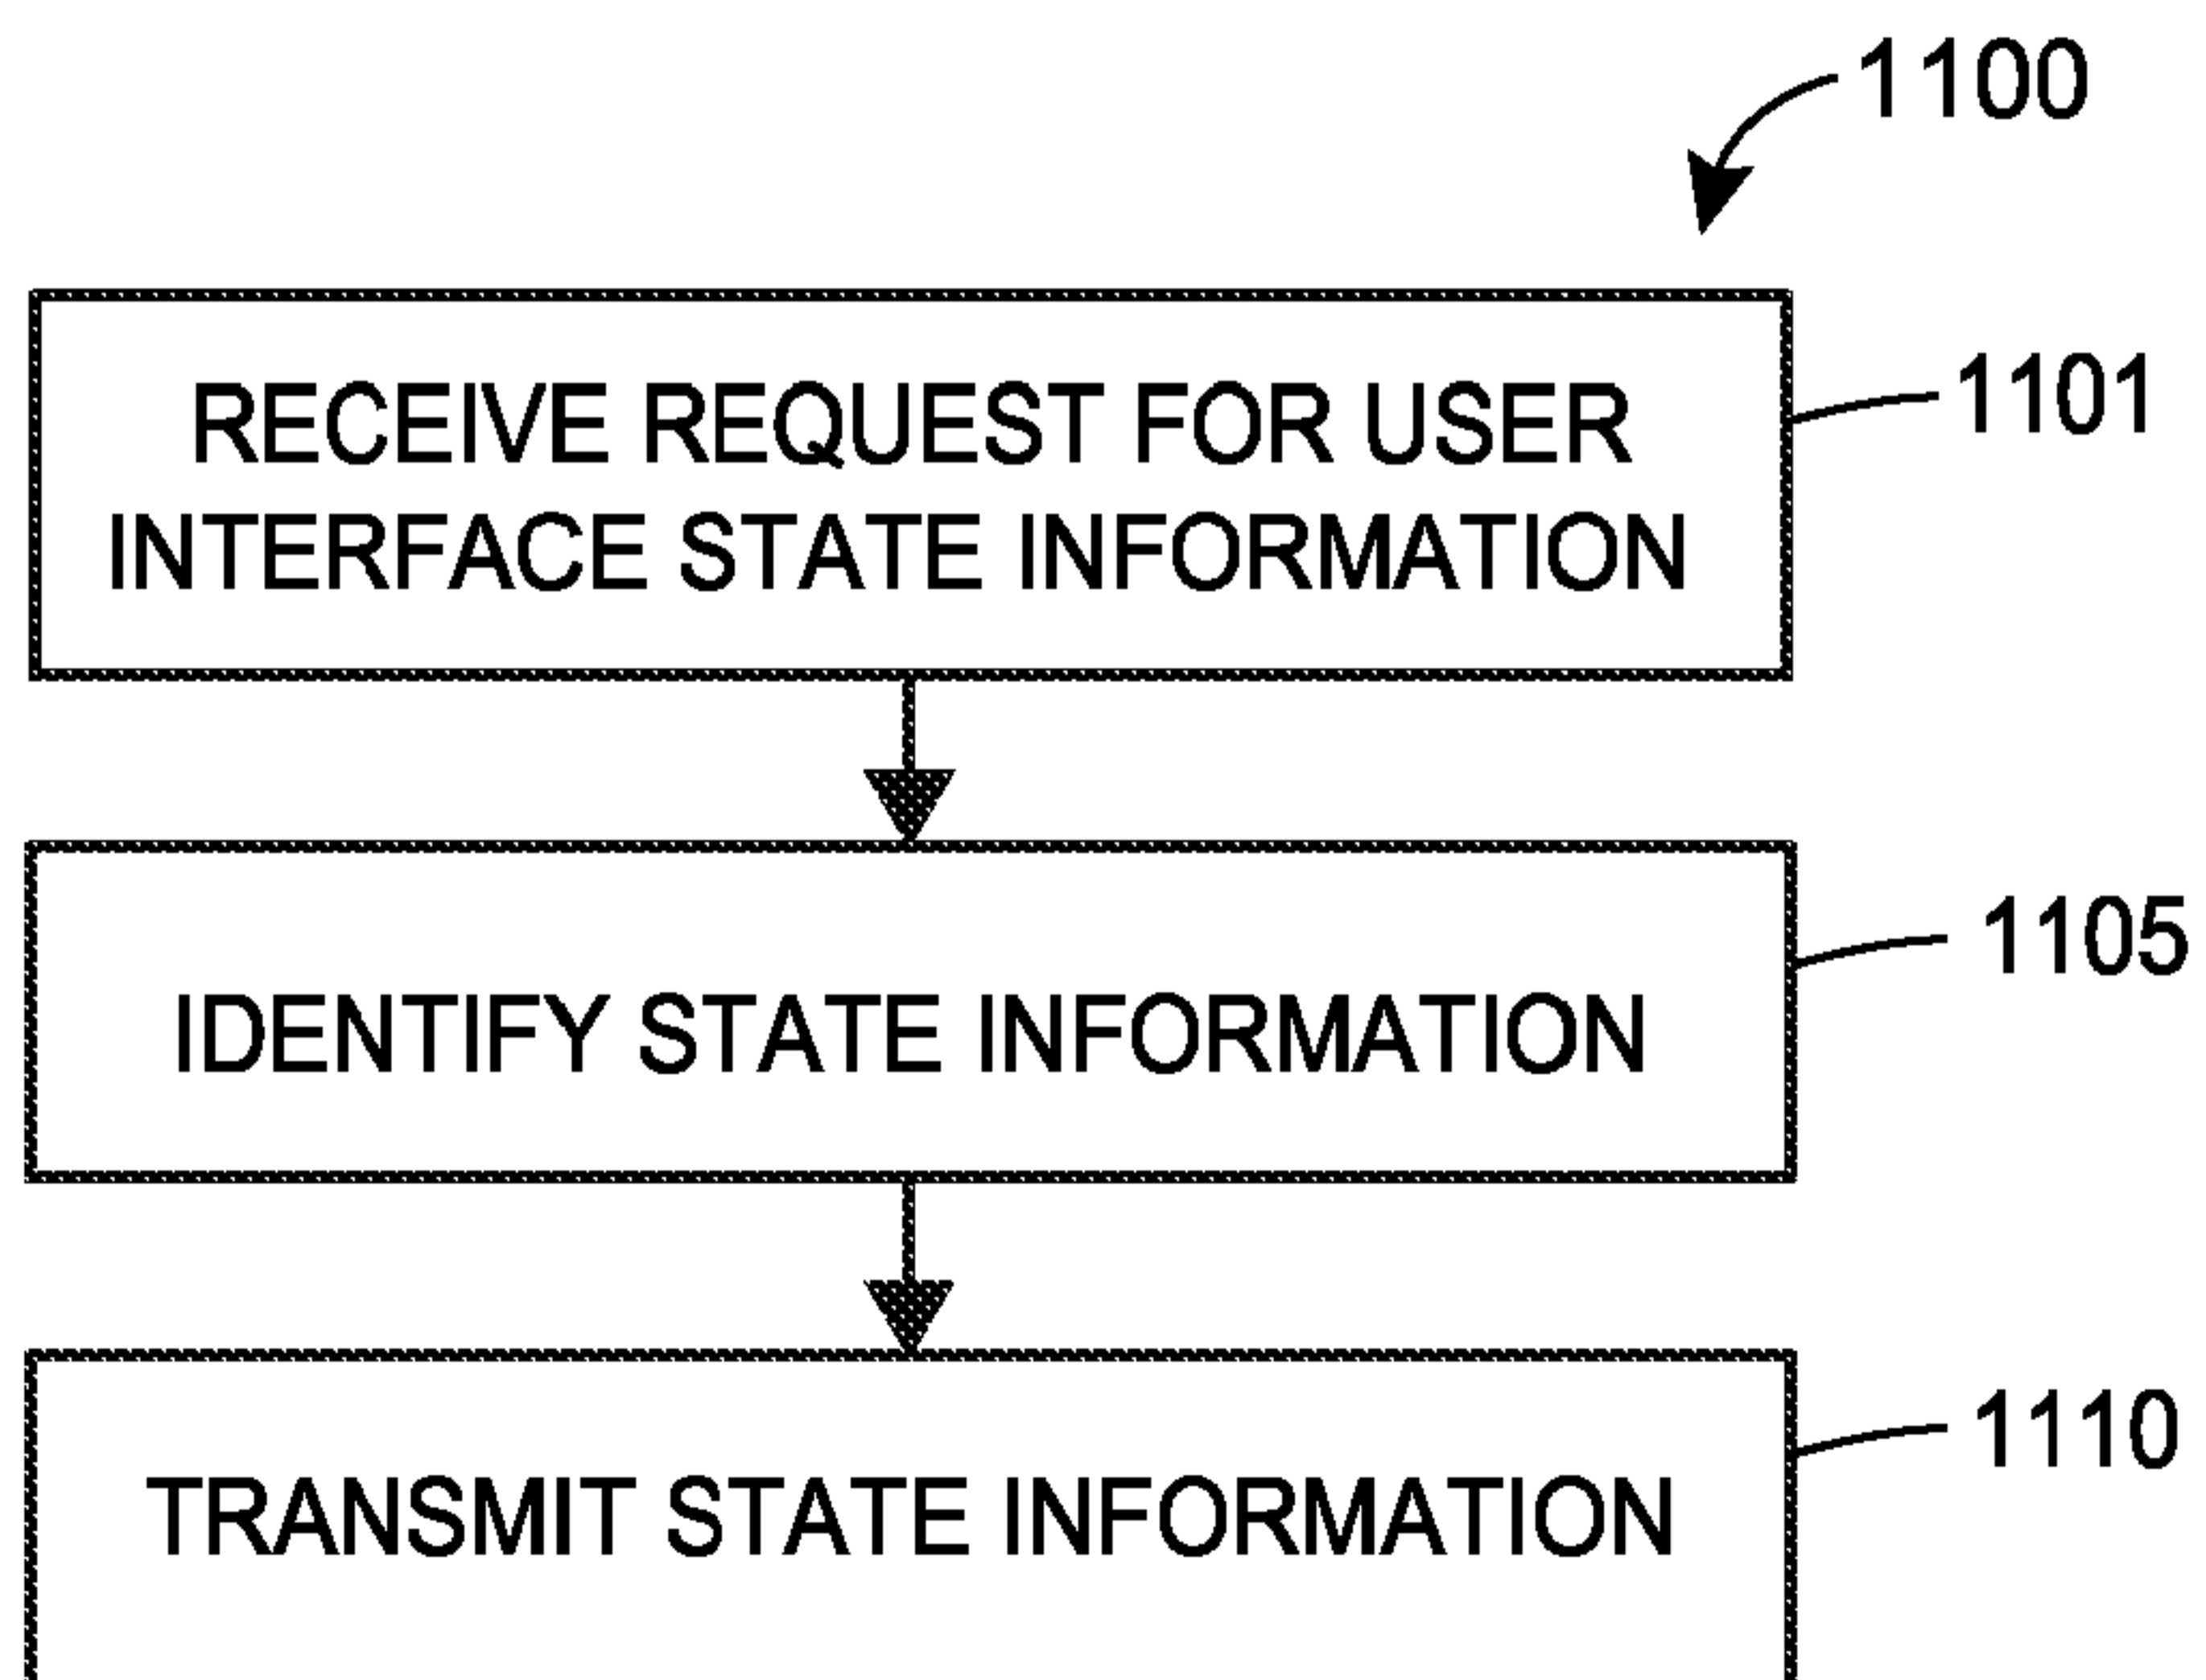 1100
RECEIVE REQUEST FOR USER
INTERFACE STATE INFORMATION
1101
IDENTIFY STATE INFORMATION
1105
TRANSMIT STATE INFORMATION
1110